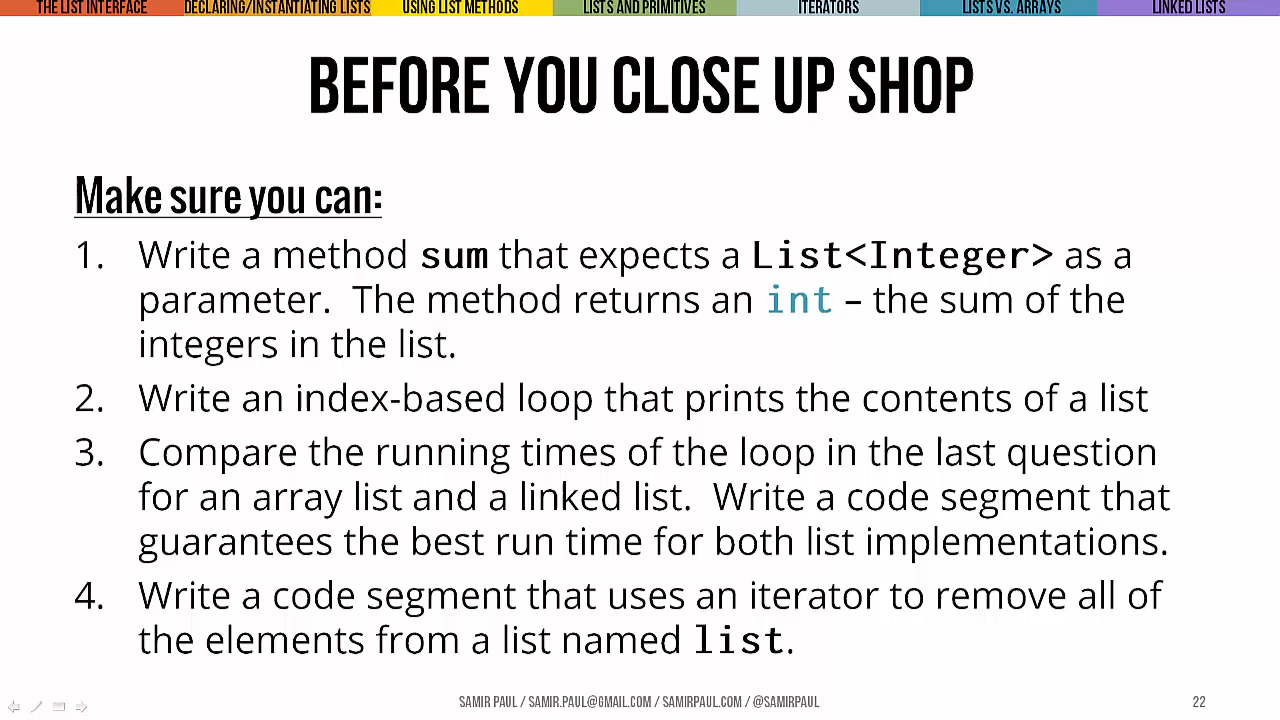 THE LIST INTERFACE DECLARING/INSTANTIATING LISTS USING LIST METHODS LISTS AND PRIMITIVES ITERATORS LISTS VS. ARRAYS LINKED LISTS
BEFORE YOU CLOSE UP SHOP
Make sure you can:
1. Write a method sum that expects a List<Integer> as a
parameter. The method returns an int – the sum of the
integers in the list.
2. Write an index-based loop that prints the contents of a list
3. Compare the running times of the loop in the last question
for an array list and a linked list. Write a code segment that
guarantees the best run time for both list implementations.
4. Write a code segment that uses an iterator to remove all of
the elements from a list named list.
SAMIR PAUL / SAMIR.PAUL@GMAIL.COM / SAMIRPAUL.COM / @SAMIRPAUL
22